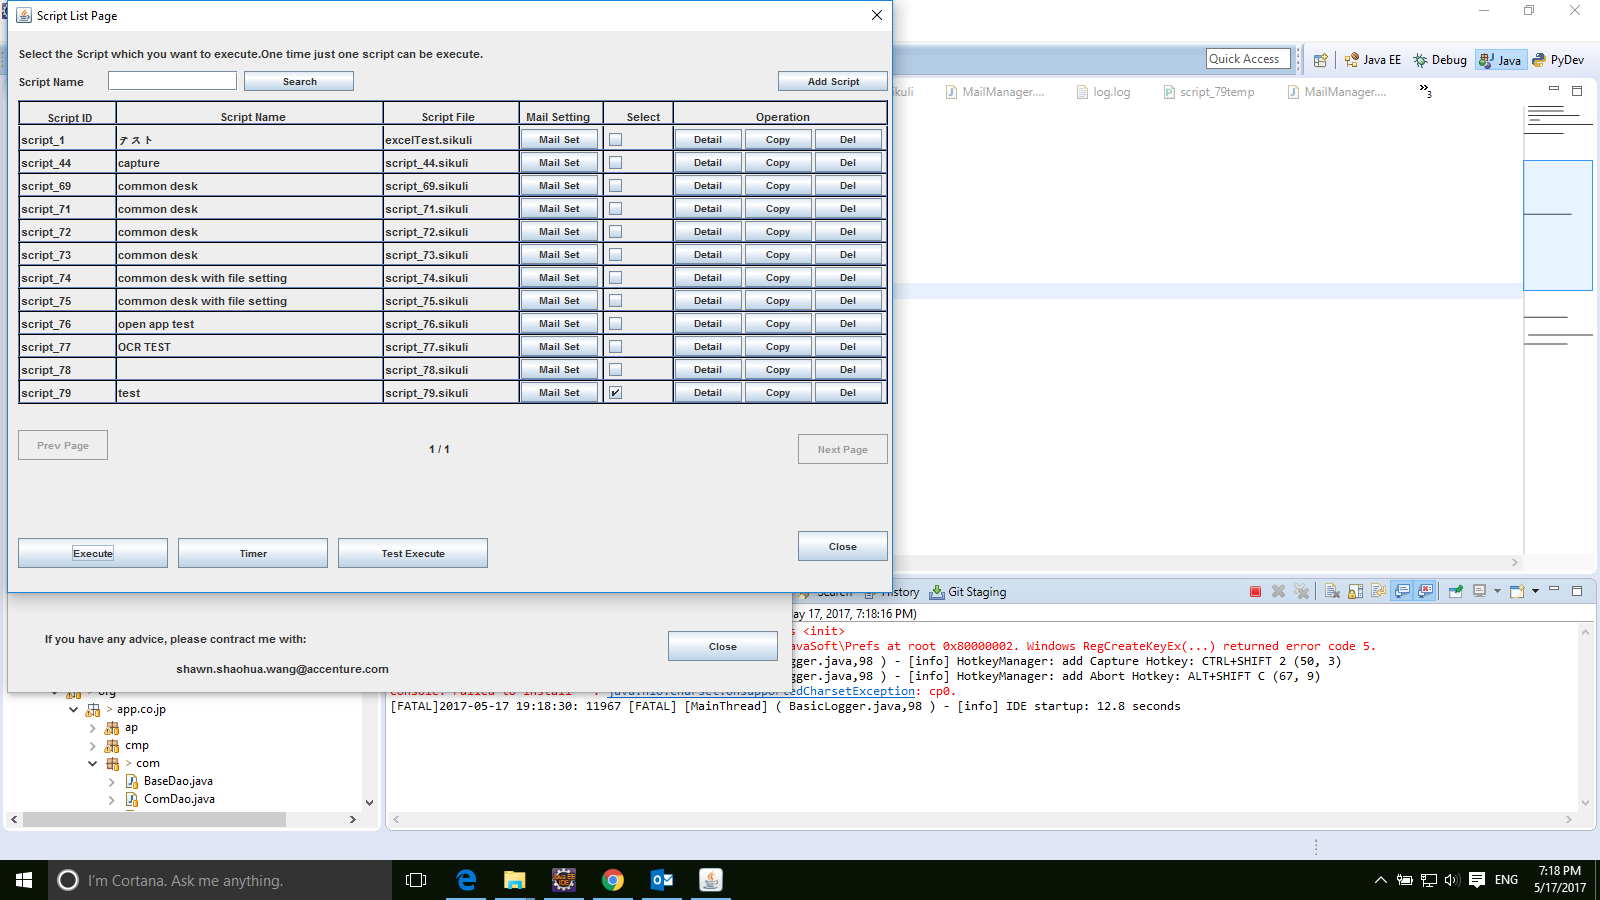 Script List Page
Select the Script which you want to execute.One time just one script can be execute.
Script Name Search Add Script
Script ID Script Name Script File Mail Setting Select Operation
script_1 テスト excelTest.sikuli Mail Set Detail Copy Del
script_44 capture script_44.sikuli Mail Set Detail Copy Del
script_69 common desk script_69.sikuli Mail Set Detail Copy Del
script_71 common desk script_71.sikuli Mail Set Detail Copy Del
script_72 common desk script_72.sikuli Mail Set Detail Copy Del
script_73 common desk script_73.sikuli Mail Set Detail Copy Del
script_74 common desk with file setting script_74.sikuli Mail Set Detail Copy Del
script_75 common desk with file setting script_75.sikuli Mail Set Detail Copy Del
script_76 open app test script_76.sikuli Mail Set Detail Copy Del
script_77 OCR TEST script_77.sikuli Mail Set Detail Copy Del
script_78 script_78.sikuli Mail Set Detail Copy Del
script_79 test script_79.sikuli Mail Set Detail Copy Del
Prev Page 1 / 1 Next Page
Execute Timer Test Execute Close
If you have any advice, please contract me with:
shawn.shaohua.wang@accenture.com
Close
Quick Access Java EE Debug Java PyDev
kuli MailManager.... log.log script_79temp MailManager.... »3
Search History Git Staging
ay 17, 2017, 7:18:16 PM)
s <init>
avaSoft\Prefs at root 0x80000002. Windows RegCreateKeyEx(...) returned error code 5.
gger.java,98 ) - [info] HotkeyManager: add Capture Hotkey: CTRL+SHIFT 2 (50, 3)
gger.java,98 ) - [info] HotkeyManager: add Abort Hotkey: ALT+SHIFT C (67, 9)
Console: Failed to install '': java.nio.charset.UnsupportedCharsetException: cp0.
[FATAL]2017-05-17 19:18:30: 11967 [FATAL] [MainThread] ( BasicLogger.java,98 ) - [info] IDE startup: 12.8 seconds
> org
> app.co.jp
ap
cmp
> com
BaseDao.java
ComDao.java
I'm Cortana. Ask me anything.
ENG
7:18 PM
5/17/2017